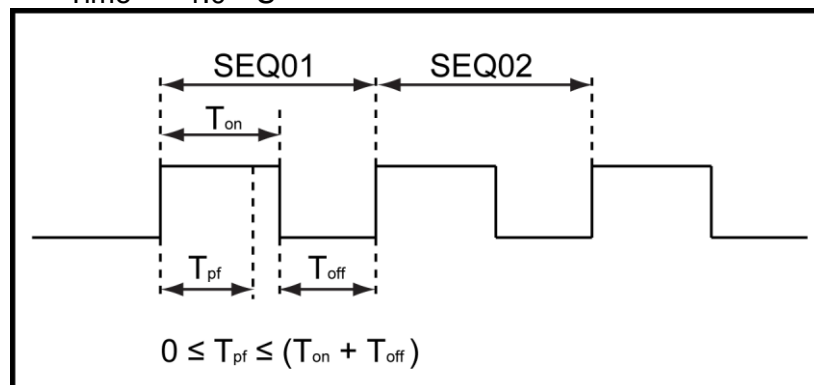 SEQ01 SEQ02
Ton
Tpf Toff
0 ≤ Tpf ≤ (Ton + Toff)